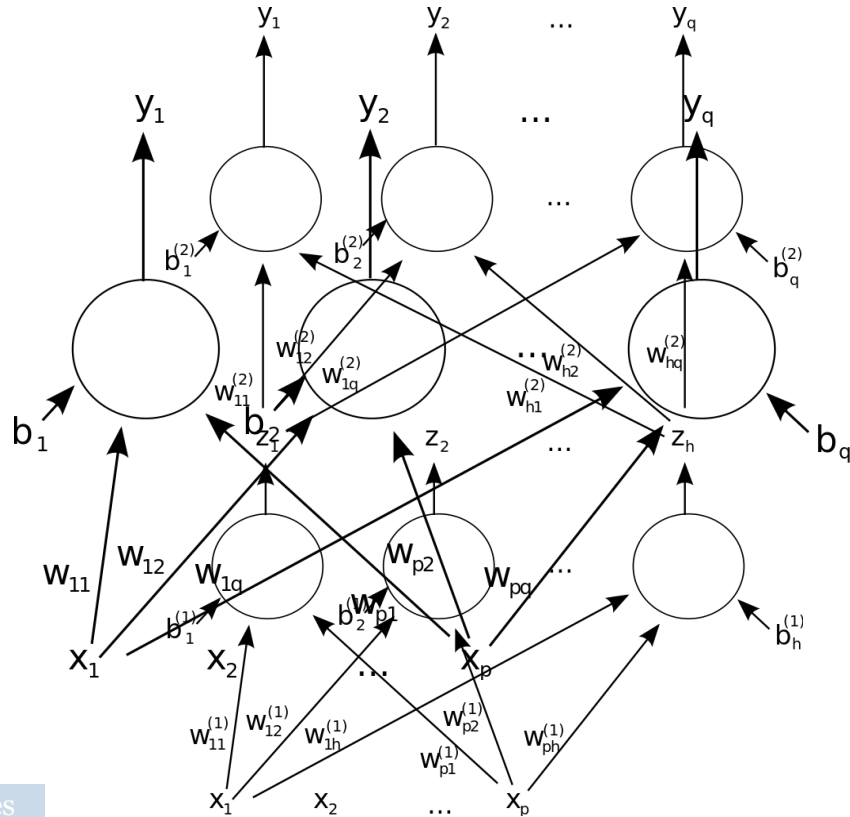 y1 y2 ... yq
y1 y2 ... yq
...
b1(2) b2(2) bq(2)
w12(2) w1q(2) ... wh2(2) whq(2)
w11(2) wh1(2)
b1 b2 bq
z1 z2 ... zh
w11 w12 w1q wp2 wpq ...
wp1
b1(1) b2(1) bh(1)
x1 x2 ... xp
w11(1) w12(1) w1h(1) wp2(1) wph(1)
wp1(1)
x1 x2 ... xp
es